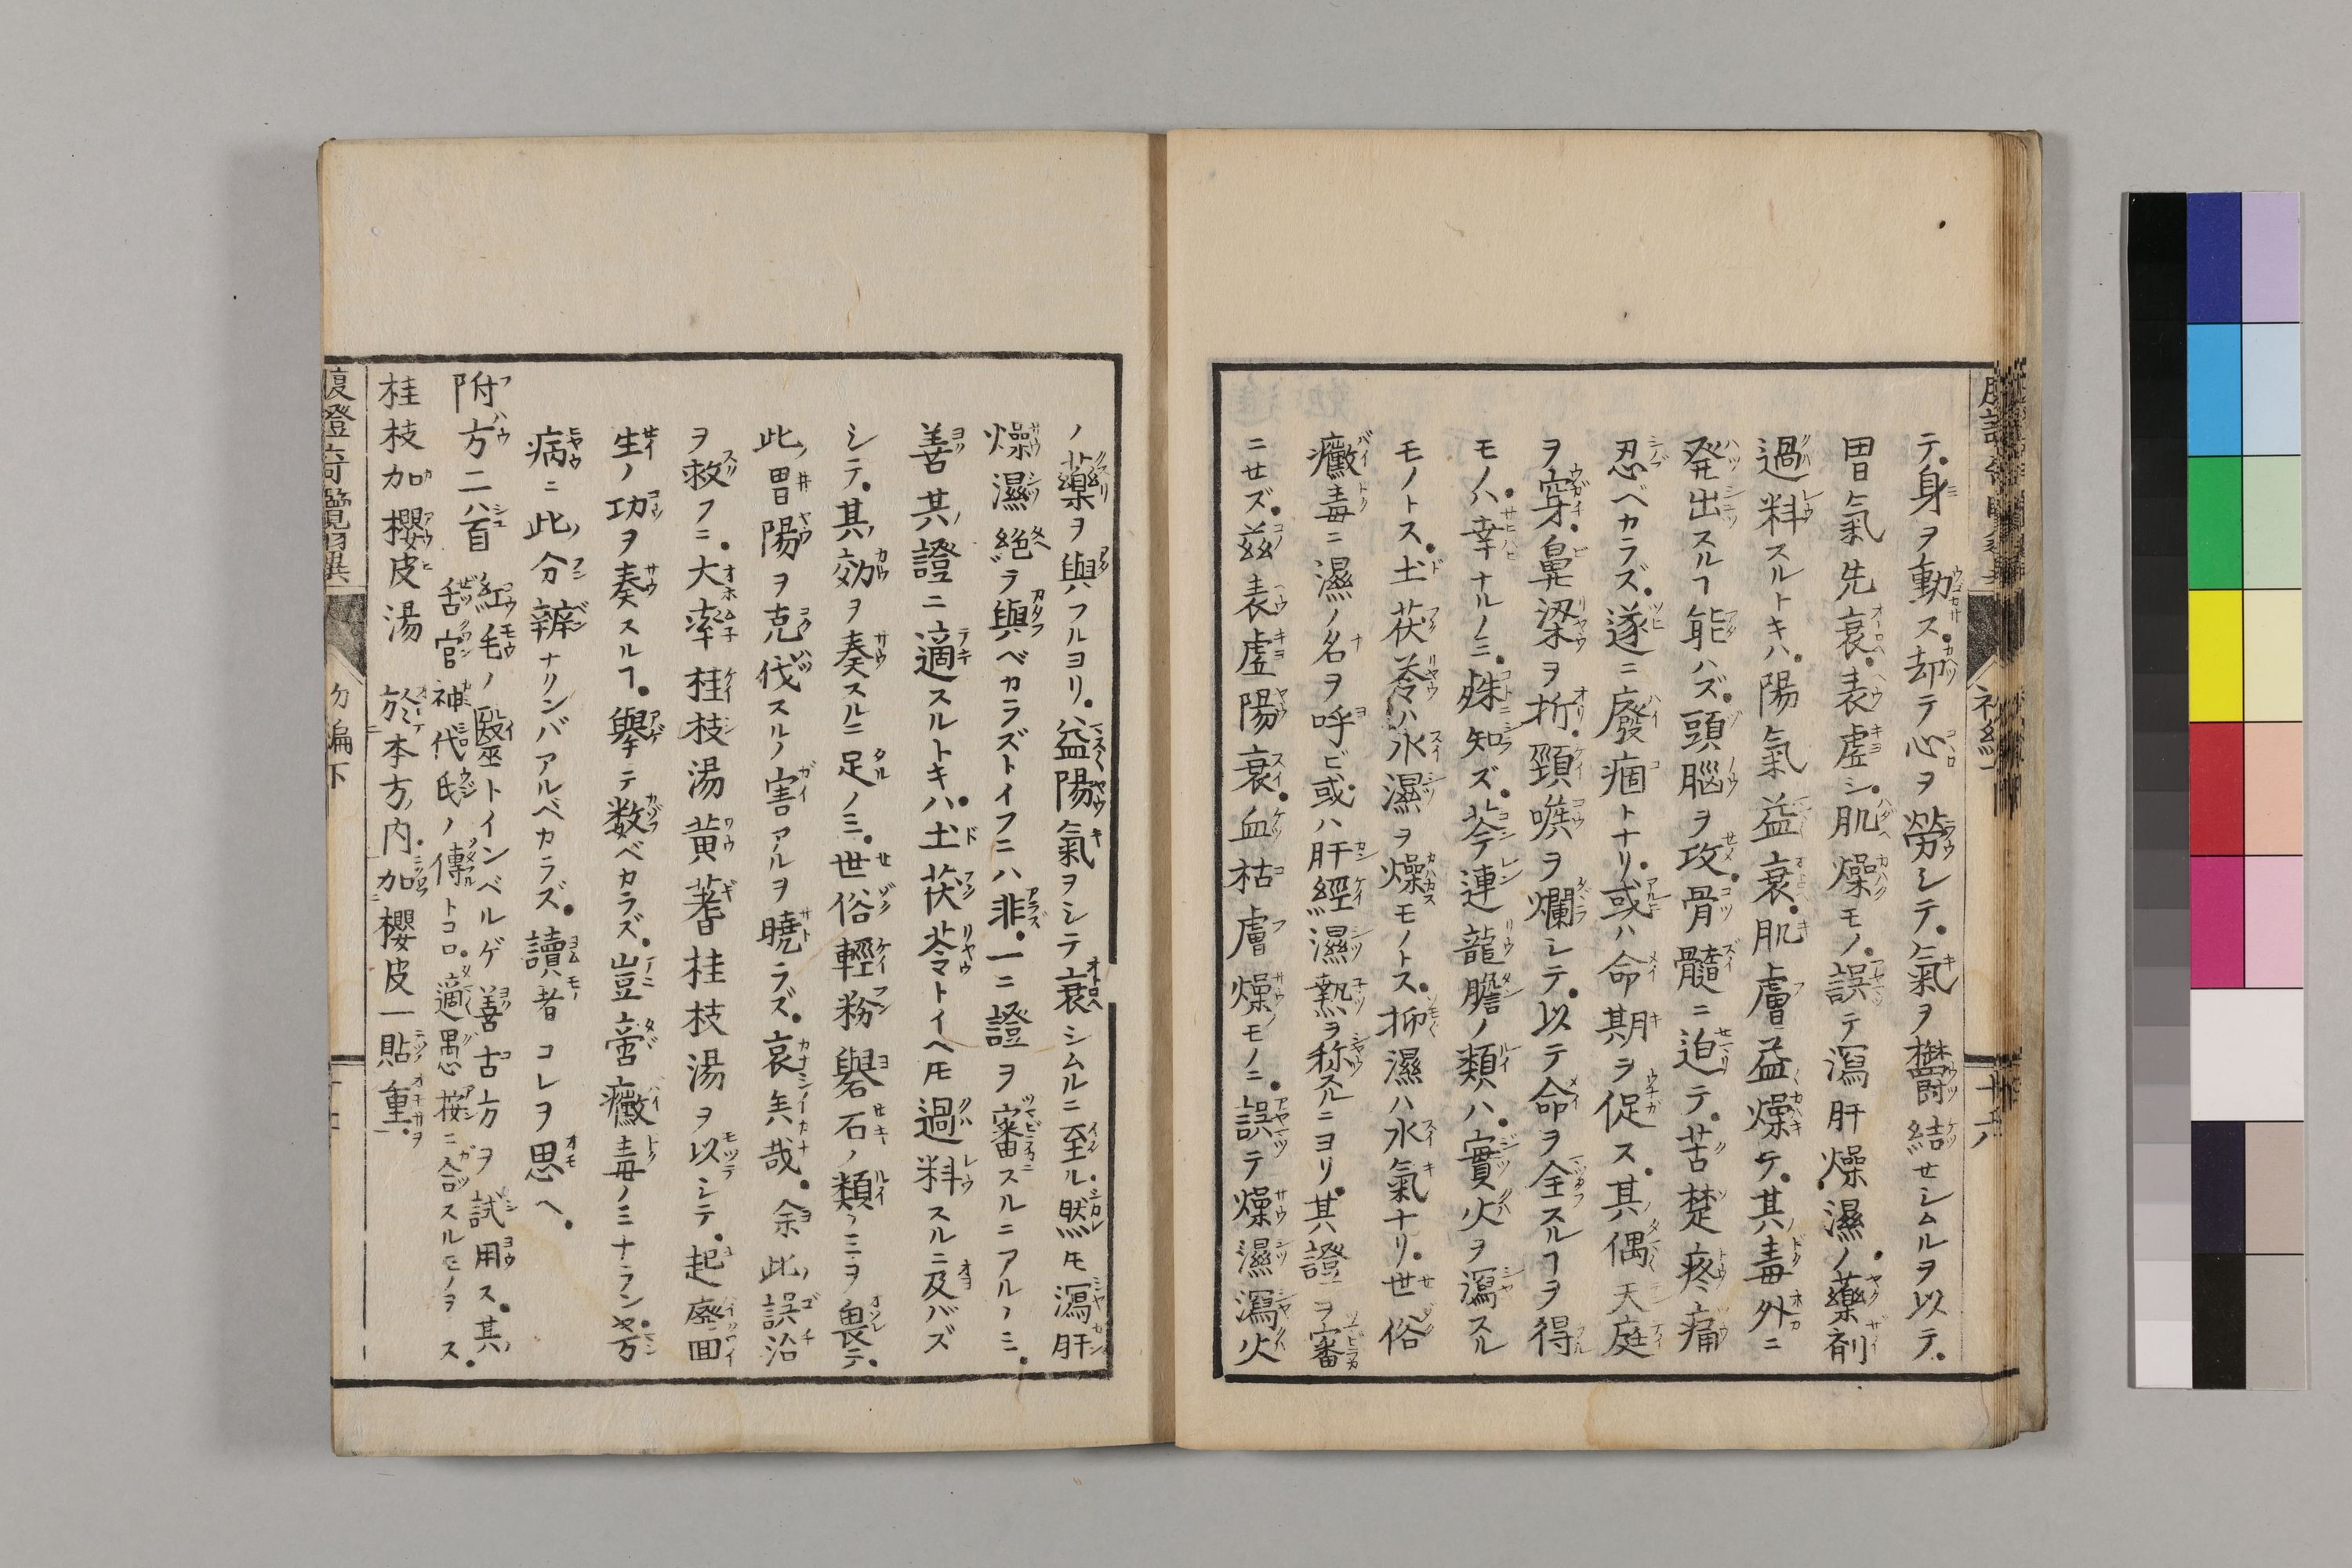 テ身ヲ動ス。却テ心ヲ勞シテ。氣ヲ欝結セシムルヲ以テ。
胃氣先衰。表虚シ。肌燥モノ。誤テ瀉肝燥濕ノ藥剤
過料スルトキハ。陽氣益衰。肌膚益燥テ。其毒外ニ
発出スルヿ能ハズ。頭腦ヲ攻。骨髓ニ迫テ。苦楚疼痛
忍ベカラズ。遂ニ廢痼トナリ。或ハ命期ヲ促ス。其偶天庭
ヲ穿。鼻梁ヲ折。頸喉ヲ爛シテ。以テ命ヲ全スルヿヲ得
モノハ。幸ナルノミ。殊知ズ。芩連龍膽ノ類ハ。實火ヲ瀉スル
モノトス。土茯苓ハ水濕ヲ燥モノトス。抑濕ハ水氣ナリ。世俗
黴毒ニ濕ノ名ヲ呼ビ。或ハ肝經濕熱ヲ称スルニヨリ。其證ヲ審
ニセズ。茲表虚陽衰。血枯膚燥モノニ。誤テ燥濕瀉火
ノ藥ヲ與フルヨリ。益陽氣ヲシテ衰シムルニ至ル。然𪜈瀉肝
燥濕絶テ與ベカラズトイフニハ非。一ニ證ヲ審スルニアルノミ。
善其證ニ適スルトキハ。土茯苓トイヘ𪜈過料スルニ及バズ
シテ。其効ヲ奏スルニ足ノミ。世俗輕粉礜石ノ類ノミヲ畏テ。
此胃陽ヲ克伐スルノ害アルヲ曉ラズ。哀矣哉。余此誤治
ヲ救フニ。大率桂枝湯黄耆桂枝湯ヲ以シテ。起廢回
生ノ功ヲ奏スルヿ。擧テ数ベカラズ。豈啻黴毒ノミナランヤ。万
病ニ此分辨ナクンバアルベカラズ。讀者コレヲ思ヘ。
附方二八首
紅毛ノ醫トインベルゲ善古方ヲ試用ス。其
舌官神代氏ノ傳トコロ。適愚按ニ合スルモノヲス。
桂枝加櫻皮湯 於本方内。加櫻皮一貼重。
腹證奇覽翼
初編下